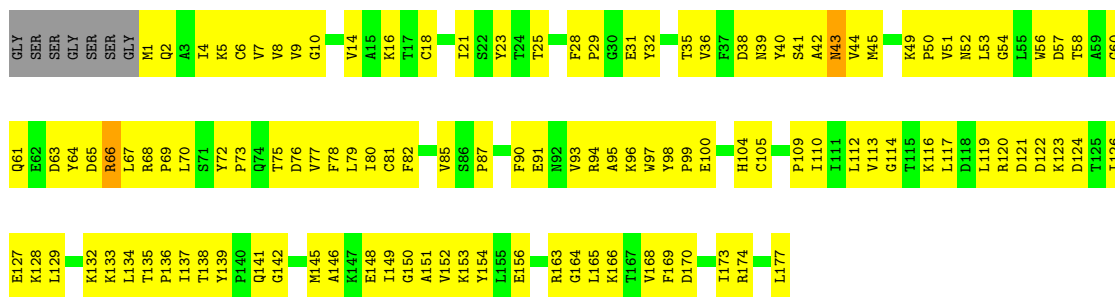 GLY SER SER GLY SER SER GLY M1 Q2 A3 I4 K5 C6 V7 V8 V9 G10 V14 A15 K16 T17 C18 I21 S22 Y23 T24 T25 F28 P29 G30 E31 Y32 T35 V36 F37 D38 N39 Y40 S41 A42 N43 V44 M45 K49 P50 V51 N52 L53 G54 L55 W56 D57 T58 A59
Q61 E62 D63 Y64 D65 R66 L67 R68 P69 L70 S71 Y72 P73 Q74 T75 D76 V77 F78 L79 I80 C81 F82 V85 S86 P87 F90 E91 N92 V93 R94 A95 K96 W97 Y98 P99 E100 H104 C105 P109 I110 I111 L112 V113 G114 T115 K116 L117 D118 L119 R120 D121 D122 K123 D124 T125
E127 K128 L129 K132 K133 L134 T135 P136 I137 T138 Y139 P140 Q141 G142 M145 A146 K147 E148 I149 G150 A151 V152 K153 Y154 L155 E156 R163 G164 L165 K166 T167 V168 F169 D170 I173 R174 L177